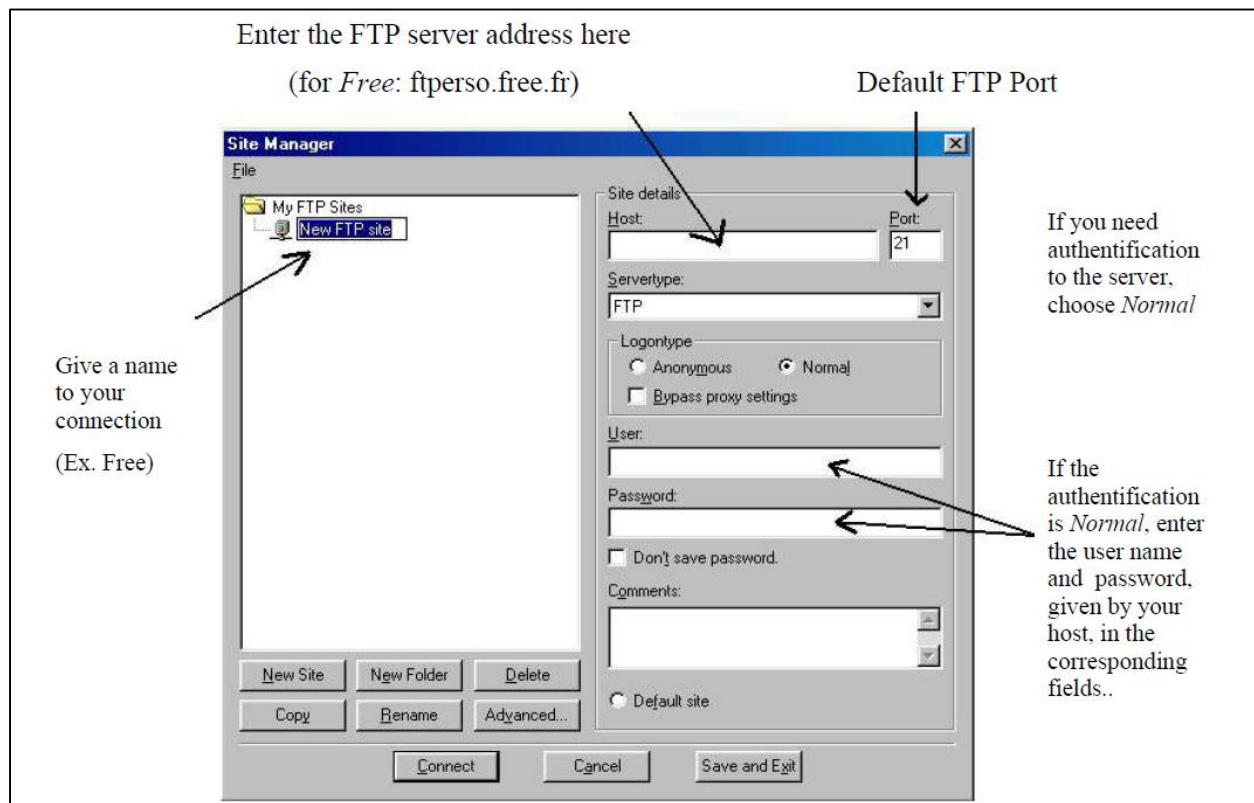 Enter the FTP server address here
(for Free: ftperso.free.fr)
Default FTP Port
Site Manager
File
My FTP Sites
New FTP site
Site details
Host:
Port:
21
Servertype:
FTP
Logontype
Anonymous
Normal
Bypass proxy settings
User:
Password:
Don't save password.
Comments:
Default site
New Site
New Folder
Delete
Copy
Rename
Advanced...
Connect
Cancel
Save and Exit
Give a name
to your
connection
(Ex. Free)
If you need
authentification
to the server,
choose Normal
If the
authentification
is Normal, enter
the user name
and password,
given by your
host, in the
corresponding
fields..